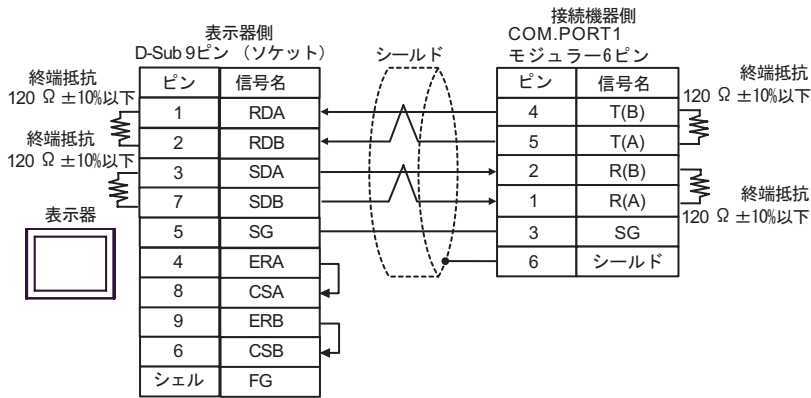 表示器側
D-Sub 9ピン （ソケット）
シールド
接続機器側
COM.PORT1
モジュラー6ピン
終端抵抗
120 Ω ±10%以下
終端抵抗
120 Ω ±10%以下
表示器
ピン 信号名
1 RDA
2 RDB
3 SDA
7 SDB
5 SG
4 ERA
8 CSA
9 ERB
6 CSB
シェル FG
ピン 信号名
4 T(B)
5 T(A)
2 R(B)
1 R(A)
3 SG
6 シールド
終端抵抗
120 Ω ±10%以下
終端抵抗
120 Ω ±10%以下